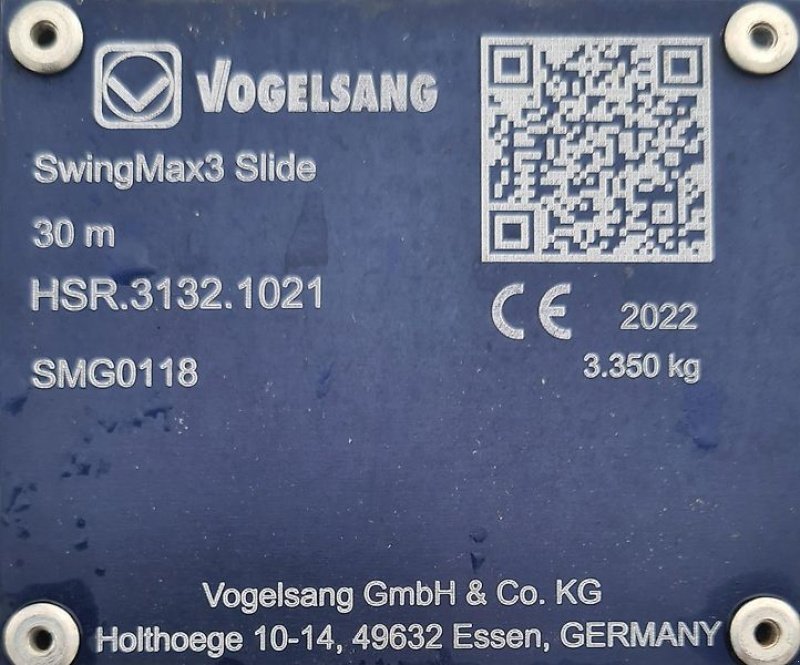 VOGELSANG
SwingMax3 Slide
30 m
HSR.3132.1021
CE 2022
SMG0118 3.350 kg
Vogelsang GmbH & Co. KG
Holthoege 10-14, 49632 Essen, GERMANY